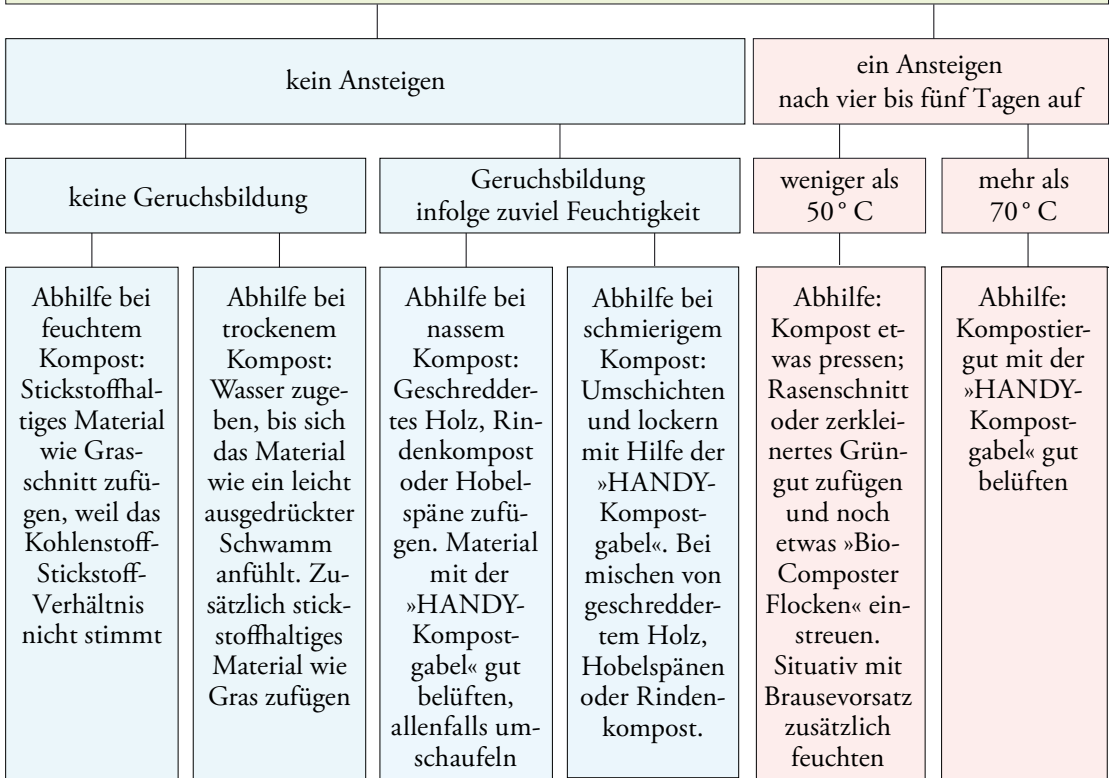 kein Ansteigen
ein Ansteigen
nach vier bis fünf Tagen auf
keine Geruchsbildung
Geruchsbildung
infolge zuviel Feuchtigkeit
weniger als
50° C
mehr als
70° C
Abhilfe bei
feuchtem
Kompost:
Stickstoffhal-
tiges Material
wie Gras-
schnitt zufü-
gen, weil das
Kohlenstoff-
Stickstoff-
Verhältnis
nicht stimmt
Abhilfe bei
trockenem
Kompost:
Wasser zuge-
ben, bis sich
das Material
wie ein leicht
ausgedrückter
Schwamm
anfühlt. Zu-
sätzlich stick-
stoffhaltiges
Material wie
Gras zufügen
Abhilfe bei
nassem
Kompost:
Geschredder-
tes Holz, Rin-
denkompost
oder Hobel-
späne zufü-
gen. Material
mit der
»HANDY-
Kompost-
gabel« gut
belüften,
allenfalls um-
schaufeln
Abhilfe bei
schmierigem
Kompost:
Umschichten
und lockern
mit Hilfe der
»HANDY-
Kompost-
gabel«. Bei
mischen von
geschredder-
tem Holz,
Hobelspänen
oder Rinden-
kompost.
Abhilfe:
Kompost et-
was pressen;
Rasenschnitt
oder zerklei-
nertes Grün-
gut zufügen
und noch
etwas »Bio-
Composter
Flocken« ein-
streuen.
Situativ mit
Brausevorsatz
zusätzlich
feuchten
Abhilfe:
Kompostier-
gut mit der
»HANDY-
Kompost-
gabel« gut
belüften